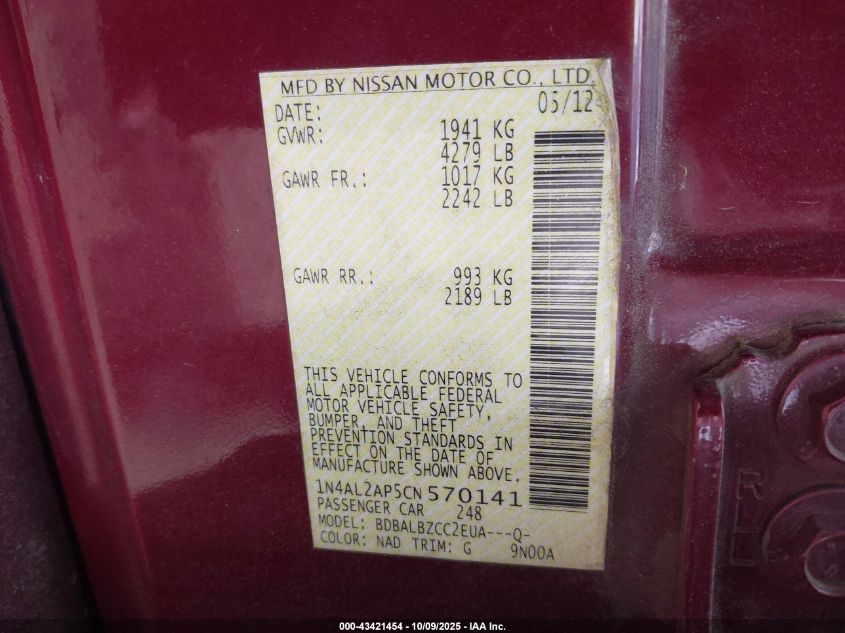 MFD BY NISSAN MOTOR CO., LTD.
DATE: 05/12
GVWR: 1941 KG
4279 LB
GAWR FR.: 1017 KG
2242 LB
GAWR RR.: 993 KG
2189 LB
THIS VEHICLE CONFORMS TO
ALL APPLICABLE FEDERAL
MOTOR VEHICLE SAFETY,
BUMPER, AND THEFT
PREVENTION STANDARDS IN
EFFECT ON THE DATE OF
MANUFACTURE SHOWN ABOVE.
1N4AL2AP5CN570141
PASSENGER CAR 248
MODEL: BDBALBZCC2EUA---Q-
COLOR: NAD TRIM: G 9N00A
000-43421454 - 10/09/2025 - IAA Inc.